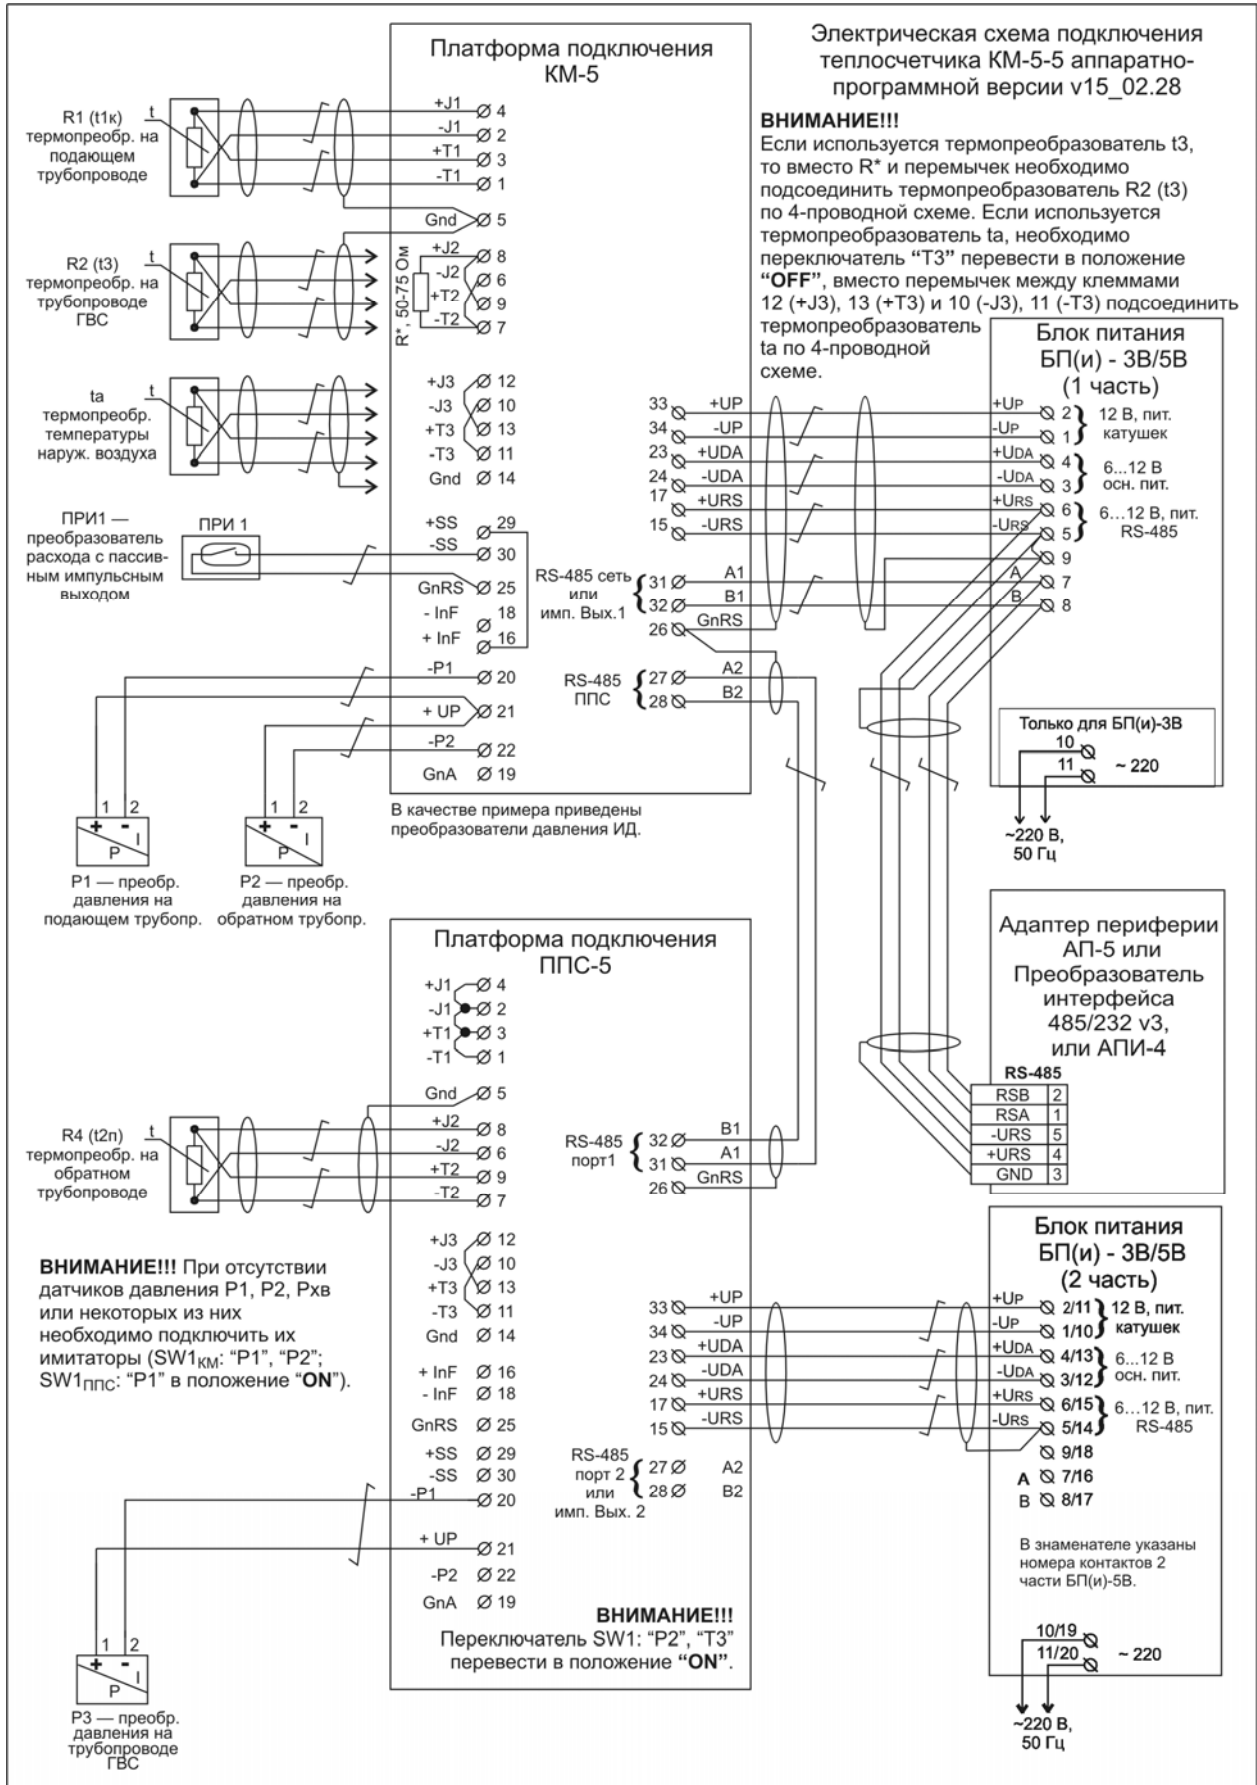 Электрическая схема подключения
теплосчетчика КМ-5-5 аппаратно-
программной версии v15_02.28
ВНИМАНИЕ!!!
Если используется термопреобразователь t3,
то вместо R* и перемычек необходимо
подсоединить термопреобразователь R2 (t3)
по 4-проводной схеме. Если используется
термопреобразователь ta, необходимо
переключатель “Т3” перевести в положение
“OFF”, вместо перемычек между клеммами
12 (+J3), 13 (+T3) и 10 (-J3), 11 (-T3) подсоединить
термопреобразователь
ta по 4-проводной
схеме.
Платформа подключения
КМ-5
R1 (t1к)
термопреобр. на
подающем
трубопроводе
t
+J1 4
-J1 2
+T1 3
-T1 1
Gnd 5
R2 (t3)
термопреобр. на
трубопроводе
ГВС
t
R*, 50-75 Ом
+J2 8
-J2 6
+T2 9
-T2 7
ta
термопреобр.
температуры
наруж. воздуха
t
+J3 12
-J3 10
+T3 13
-T3 11
Gnd 14
ПРИ1 —
преобразователь
расхода с пассив-
ным импульсным
выходом
ПРИ 1
+SS 29
-SS 30
GnRS 25
- InF 18
+ InF 16
-P1 20
+ UP 21
-P2 22
GnA 19
33 +UP
34 -UP
23 +UDA
24 -UDA
17 +URS
15 -URS
RS-485 сеть
или
имп. Вых.1
31 A1
32 B1
26 GnRS
RS-485
ППС
27 A2
28 B2
Блок питания
БП(и) - 3В/5В
(1 часть)
+UP 2
-UP 1
12 В, пит.
катушек
+UDA 4
-UDA 3
6...12 В
осн. пит.
+URS 6
-URS 5
6...12 В, пит.
RS-485
9
A 7
B 8
Только для БП(и)-3В
10
11
~ 220
~220 В,
50 Гц
В качестве примера приведены
преобразователи давления ИД.
1 2
+ - I
P
P1 — преобр.
давления на
подающем трубопр.
1 2
+ - I
P
P2 — преобр.
давления на
обратном трубопр.
Адаптер периферии
АП-5 или
Преобразователь
интерфейса
485/232 v3,
или АПИ-4
RS-485
RSB 2
RSA 1
-URS 5
+URS 4
GND 3
Платформа подключения
ППС-5
+J1 4
-J1 2
+T1 3
-T1 1
Gnd 5
R4 (t2п)
термопреобр. на
обратном
трубопроводе
t
+J2 8
-J2 6
+T2 9
-T2 7
+J3 12
-J3 10
+T3 13
-T3 11
Gnd 14
+ InF 16
- InF 18
GnRS 25
+SS 29
-SS 30
-P1 20
+ UP 21
-P2 22
GnA 19
RS-485
порт1
32 B1
31 A1
26 GnRS
33 +UP
34 -UP
23 +UDA
24 -UDA
17 +URS
15 -URS
RS-485
порт 2
или
имп. Вых. 2
27 A2
28 B2
ВНИМАНИЕ!!! При отсутствии
датчиков давления P1, P2, Pхв
или некоторых из них
необходимо подключить их
имитаторы (SW1КМ: “P1”, “P2”;
SW1ППС: “P1” в положение “ON”).
ВНИМАНИЕ!!!
Переключатель SW1: “P2”, “T3”
перевести в положение “ON”.
1 2
+ - I
P
P3 — преобр.
давления на
трубопроводе
ГВС
Блок питания
БП(и) - 3В/5В
(2 часть)
+UP 2/11
-UP 1/10
12 В, пит.
катушек
+UDA 4/13
-UDA 3/12
6...12 В
осн. пит.
+URS 6/15
-URS 5/14
6...12 В, пит.
RS-485
9/18
A 7/16
B 8/17
В знаменателе указаны
номера контактов 2
части БП(и)-5В.
10/19
11/20
~ 220
~220 В,
50 Гц